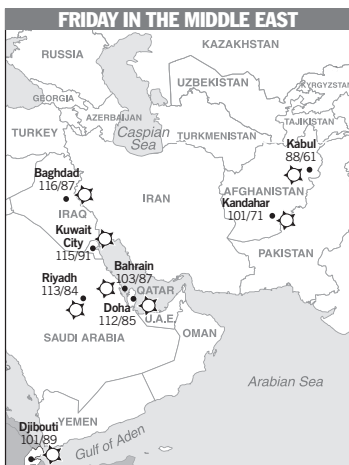 FRIDAY IN THE MIDDLE EAST
KAZAKHSTAN
RUSSIA
UZBEKISTAN
KYRGYZSTAN
GEORGIA
AZERBAIJAN
TAJIKISTAN
TURKEY
Caspian
Sea
TURKMENISTAN
Kabul
88/61
Baghdad
116/87
IRAN
AFGHANISTAN
Kandahar
101/71
IRAQ
Kuwait
City
115/91
PAKISTAN
Bahrain
103/87
Riyadh
113/84
QATAR
Doha
112/85
U.A.E.
OMAN
SAUDI ARABIA
Arabian Sea
YEMEN
Djibouti
101/89
Gulf of Aden